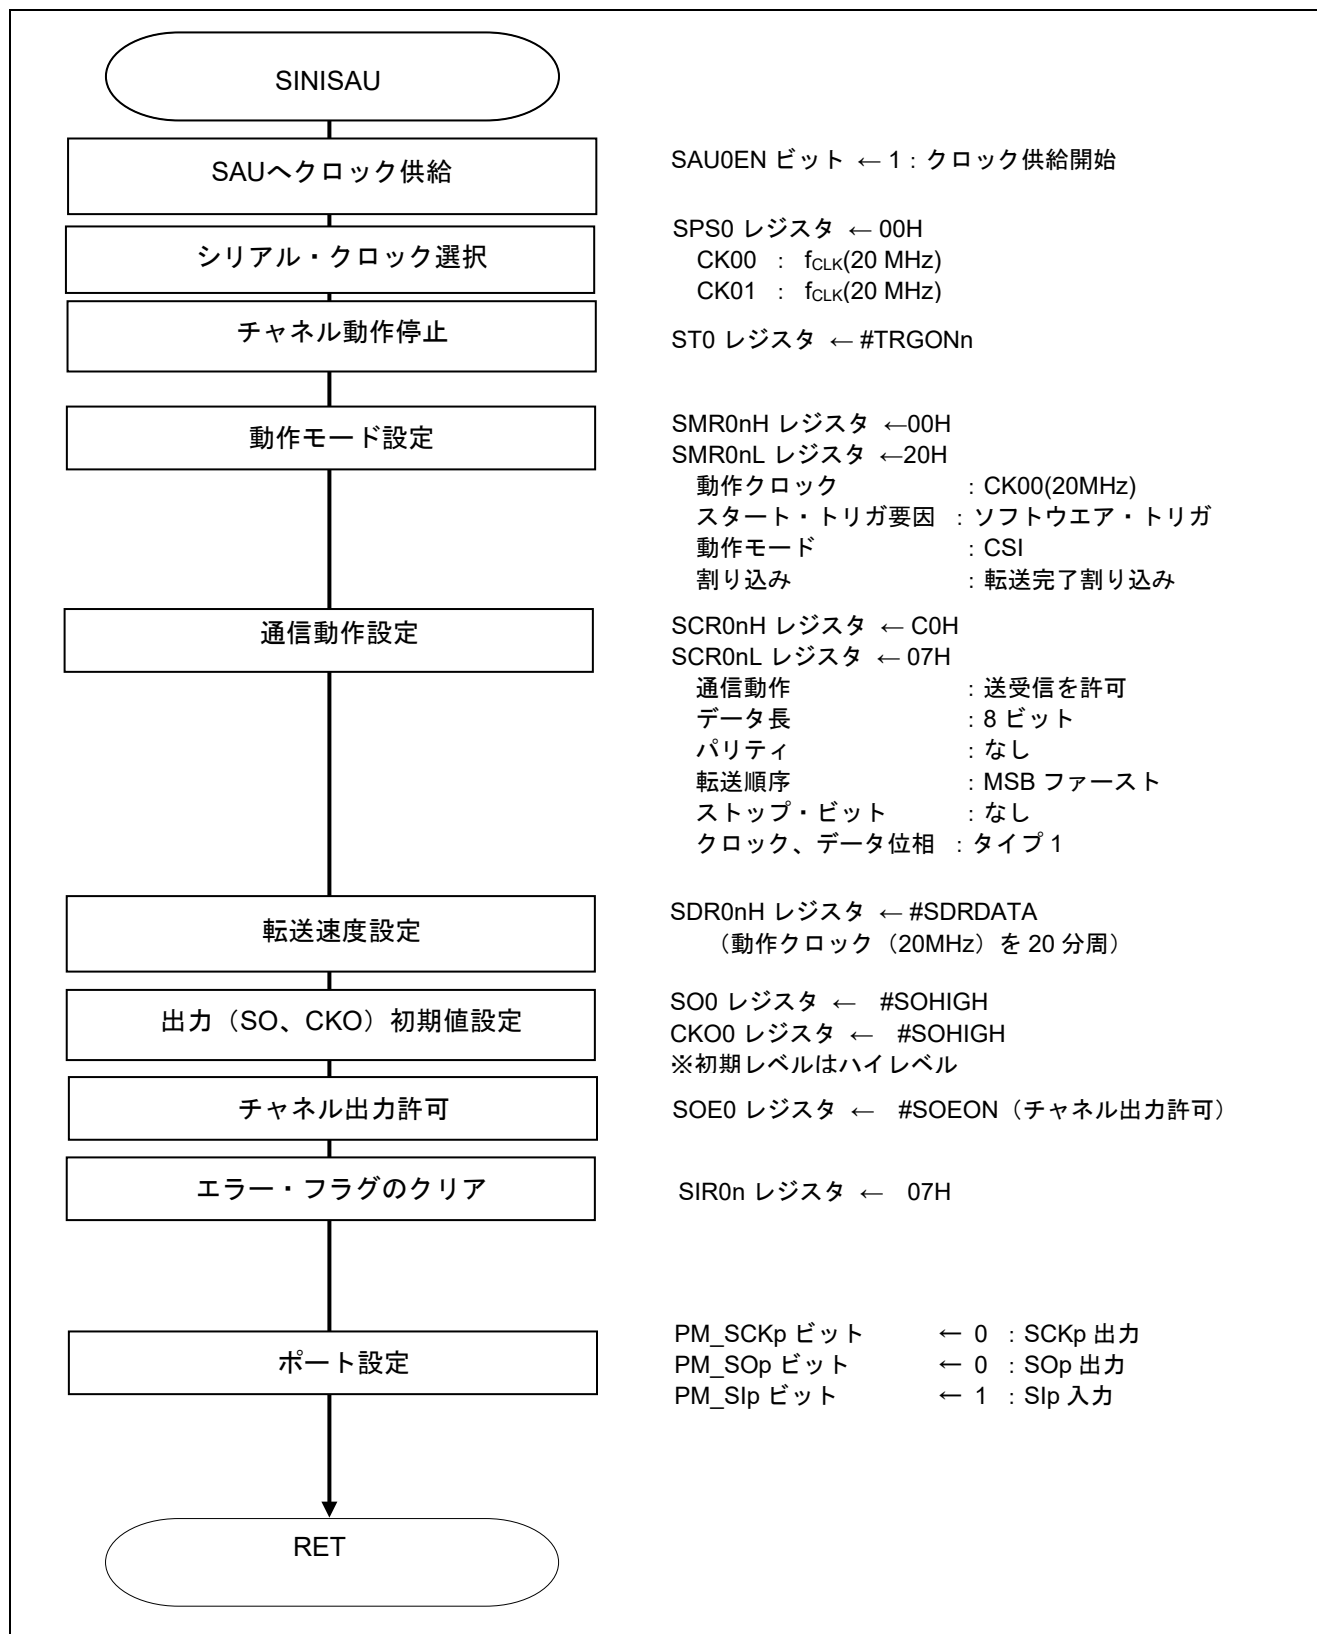 SINISAU
SAUへクロック供給
SAU0EN ビット ← 1：クロック供給開始
シリアル・クロック選択
SPS0 レジスタ ← 00H
CK00 ： fCLK(20 MHz)
CK01 ： fCLK(20 MHz)
チャネル動作停止
ST0 レジスタ ← #TRGONn
動作モード設定
SMR0nH レジスタ ←00H
SMR0nL レジスタ ←20H
動作クロック ：CK00(20MHz)
スタート・トリガ要因 ：ソフトウエア・トリガ
動作モード ：CSI
割り込み ：転送完了割り込み
通信動作設定
SCR0nH レジスタ ← C0H
SCR0nL レジスタ ← 07H
通信動作 ：送受信を許可
データ長 ：8 ビット
パリティ ：なし
転送順序 ：MSB ファースト
ストップ・ビット ：なし
クロック、データ位相 ：タイプ 1
転送速度設定
SDR0nH レジスタ ← #SDRDATA
（動作クロック（20MHz）を 20 分周）
出力（SO、CKO）初期値設定
SO0 レジスタ ← #SOHIGH
CKO0 レジスタ ← #SOHIGH
※初期レベルはハイレベル
チャネル出力許可
SOE0 レジスタ ← #SOEON（チャネル出力許可）
エラー・フラグのクリア
SIR0n レジスタ ← 07H
ポート設定
PM_SCKp ビット ← 0 ：SCKp 出力
PM_SOp ビット ← 0 ：SOp 出力
PM_SIp ビット ← 1 ：SIp 入力
RET